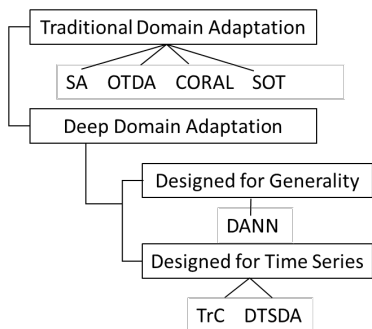 Traditional Domain Adaptation
SA OTDA CORAL SOT
Deep Domain Adaptation
Designed for Generality
DANN
Designed for Time Series
TrC DTSDA